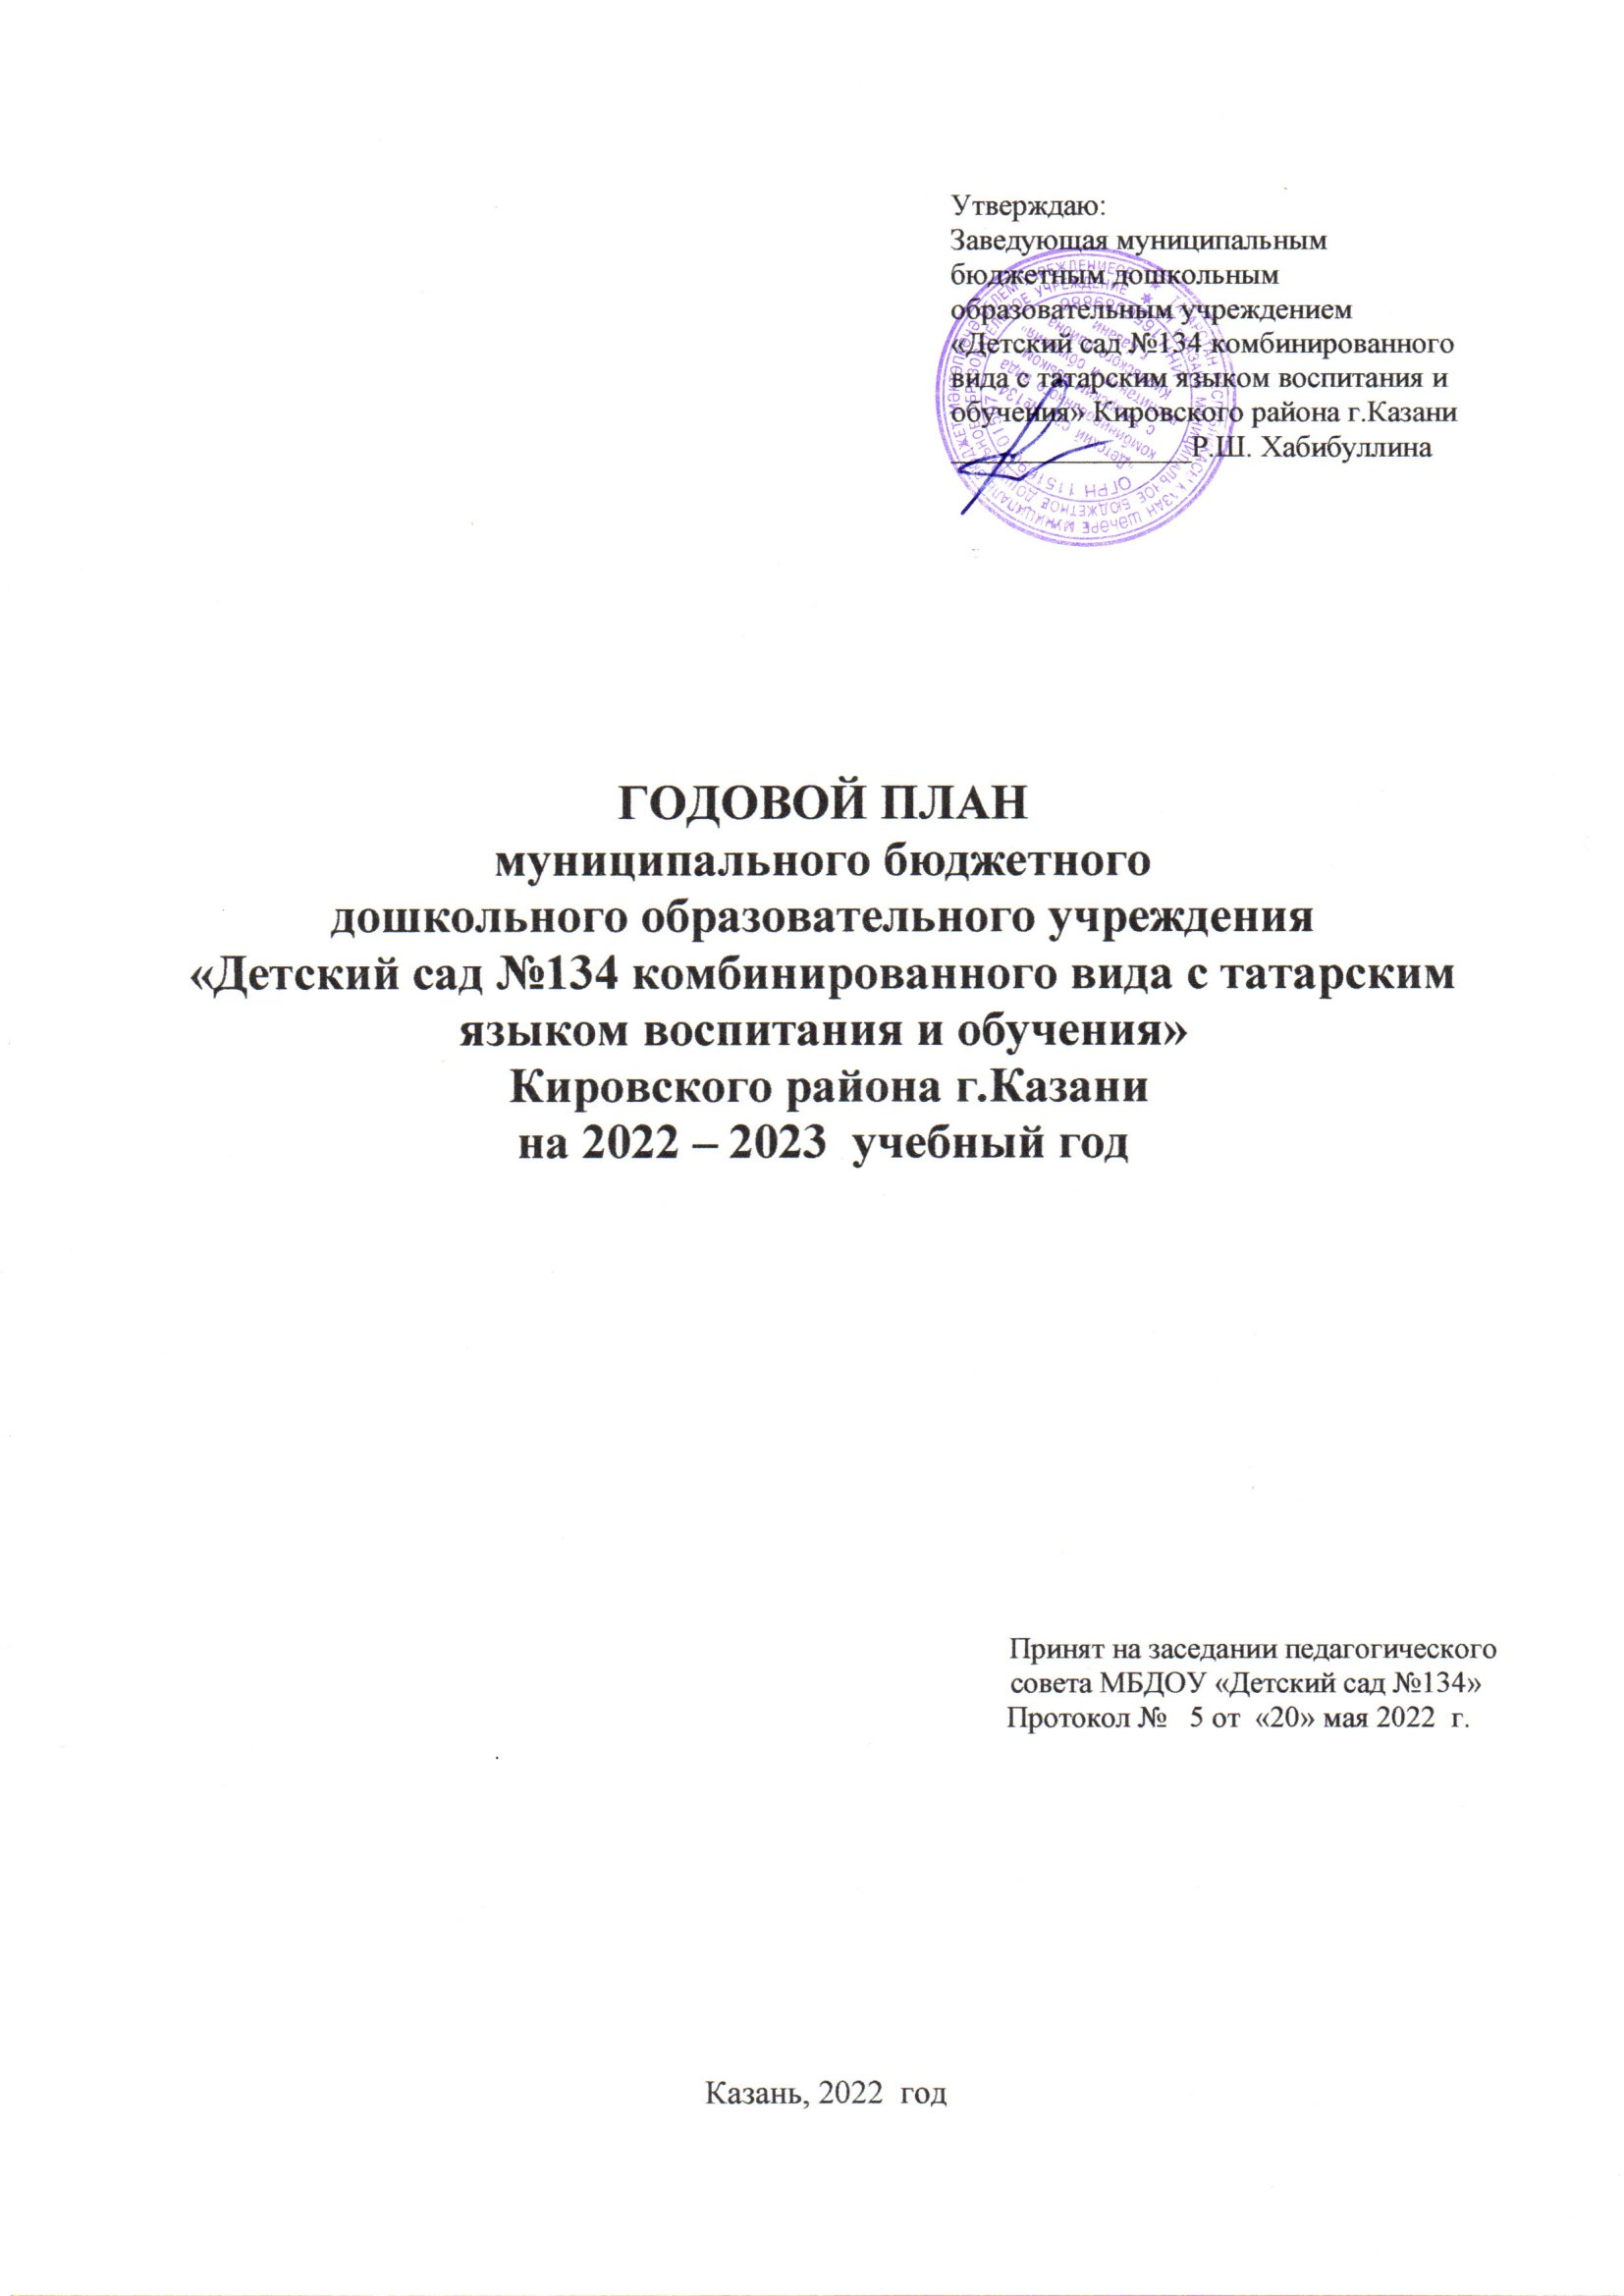 Утверждаю:
Заведующая муниципальным
бюджетным дошкольным
образовательным учреждением
«Детский сад №134 комбинированного
вида с татарским языком воспитания и
обучения» Кировского района г.Казани
________________Р.Ш. Хабибуллина
ГОДОВОЙ ПЛАН
муниципального бюджетного
дошкольного образовательного учреждения
«Детский сад №134 комбинированного вида с татарским
языком воспитания и обучения»
Кировского района г.Казани
на 2022 – 2023 учебный год
Принят на заседании педагогического
совета МБДОУ «Детский сад №134»
Протокол № 5 от «20» мая 2022 г.
Казань, 2022 год